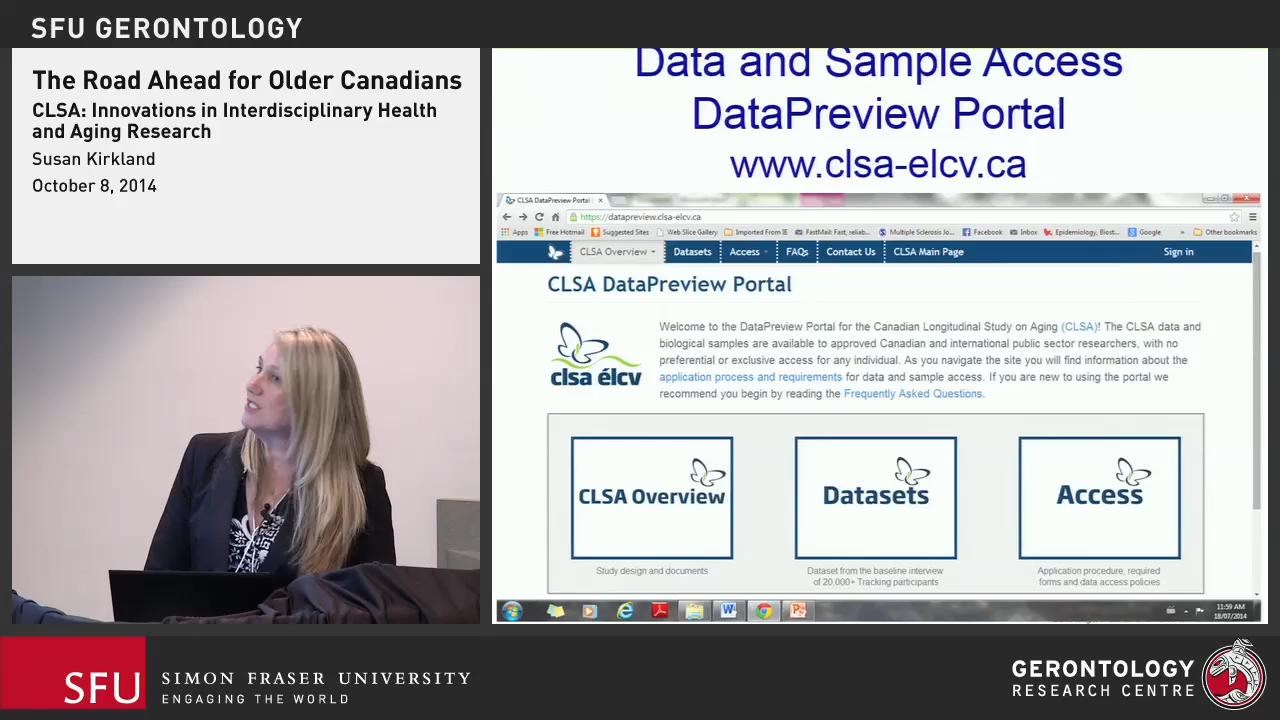 SFU GERONTOLOGY
The Road Ahead for Older Canadians
CLSA: Innovations in Interdisciplinary Health
and Aging Research
Susan Kirkland
October 8, 2014
Data and Sample Access
DataPreview Portal
www.clsa-elcv.ca
CLSA DataPreview Portal
https://datapreview.clsa-elcv.ca
Apps Free Hotmail Suggested Sites Web Slice Gallery Imported From IE FastMail: Fast, reliab... Multiple Sclerosis Jo... Facebook Inbox Epidemiology, Biost... Google » Other bookmarks
CLSA Overview Datasets Access FAQs Contact Us CLSA Main Page Sign in
CLSA DataPreview Portal
clsa élcv
Welcome to the DataPreview Portal for the Canadian Longitudinal Study on Aging (CLSA)! The CLSA data and
biological samples are available to approved Canadian and international public sector researchers, with no
preferential or exclusive access for any individual. As you navigate the site you will find information about the
application process and requirements for data and sample access. If you are new to using the portal we
recommend you begin by reading the Frequently Asked Questions.
CLSA Overview
Datasets
Access
Study design and documents
Dataset from the baseline interview
of 20,000+ Tracking participants
Application procedure, required
forms and data access policies
11:59 AM
18/07/2014
SFU
SIMON FRASER UNIVERSITY
ENGAGING THE WORLD
GERONTOLOGY
RESEARCH CENTRE